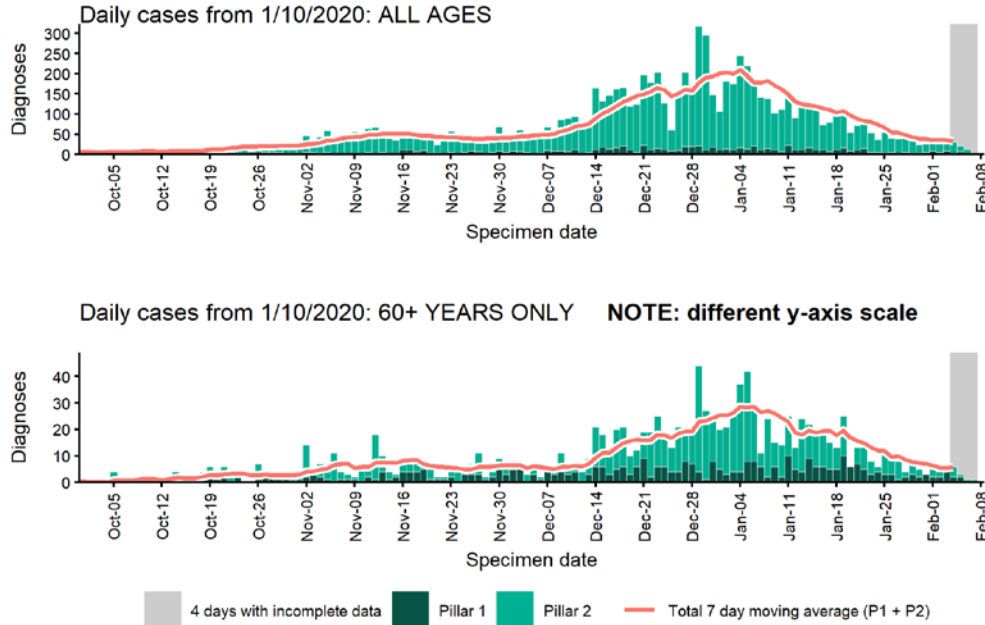 Daily cases from 1/10/2020: ALL AGES
Diagnoses
300
250
200
150
100
50
0
Oct-05
Oct-12
Oct-19
Oct-26
Nov-02
Nov-09
Nov-16
Nov-23
Nov-30
Dec-07
Dec-14
Dec-21
Dec-28
Jan-04
Jan-11
Jan-18
Jan-25
Feb-01
Feb-08
Specimen date
Daily cases from 1/10/2020: 60+ YEARS ONLY NOTE: different y-axis scale
Diagnoses
40
30
20
10
0
Oct-05
Oct-12
Oct-19
Oct-26
Nov-02
Nov-09
Nov-16
Nov-23
Nov-30
Dec-07
Dec-14
Dec-21
Dec-28
Jan-04
Jan-11
Jan-18
Jan-25
Feb-01
Feb-08
Specimen date
4 days with incomplete data Pillar 1 Pillar 2 Total 7 day moving average (P1 + P2)